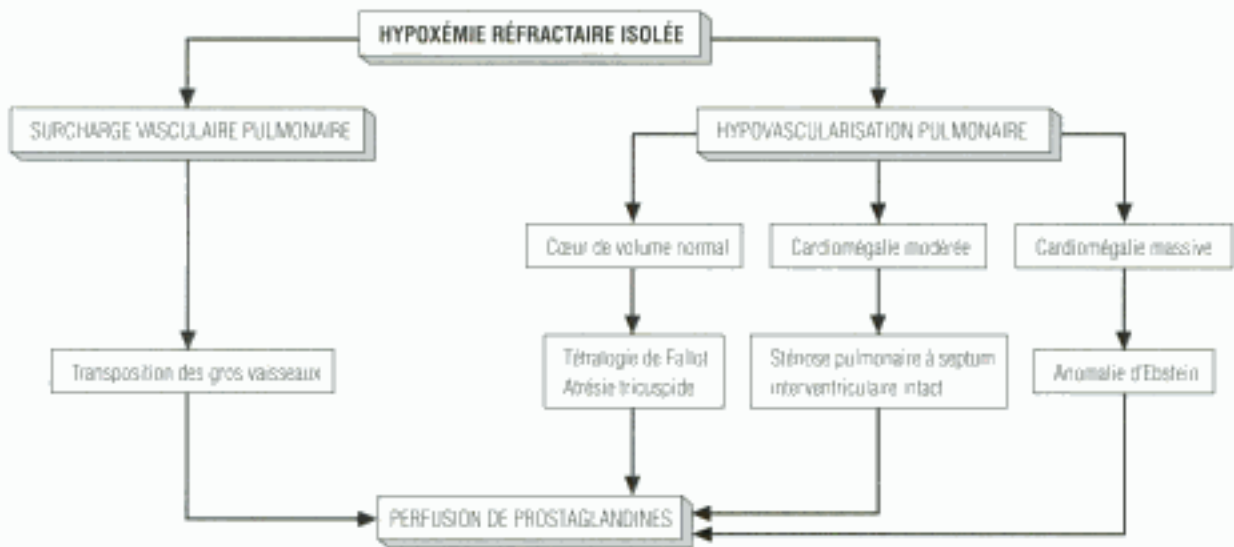 HYPOXÉMIE RÉFRACTAIRE ISOLÉE
SURCHARGE VASCULAIRE PULMONAIRE
HYPOVASCULARISATION PULMONAIRE
Cœur de volume normal
Cardiomégalie modérée
Cardiomégalie massive
Transposition des gros vaisseaux
Tétralogie de Fallot
Atrésie tricuspide
Sténose pulmonaire à septum
interventriculaire intact
Anomalie d'Ebstein
PERFUSION DE PROSTAGLANDINES